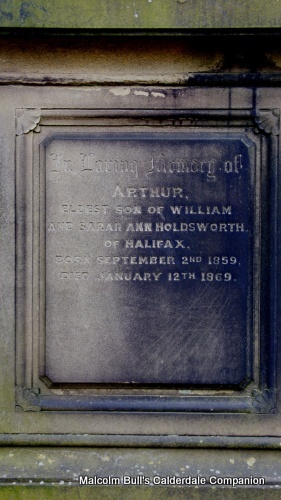 In Loving Memory of
ARTHUR,
ELDEST SON OF WILLIAM
AND SARAH ANN HOLDSWORTH,
OF HALIFAX,
BORN SEPTEMBER 2ND 1859,
DIED JANUARY 12TH 1869.
Malcolm Bull's Calderdale Companion